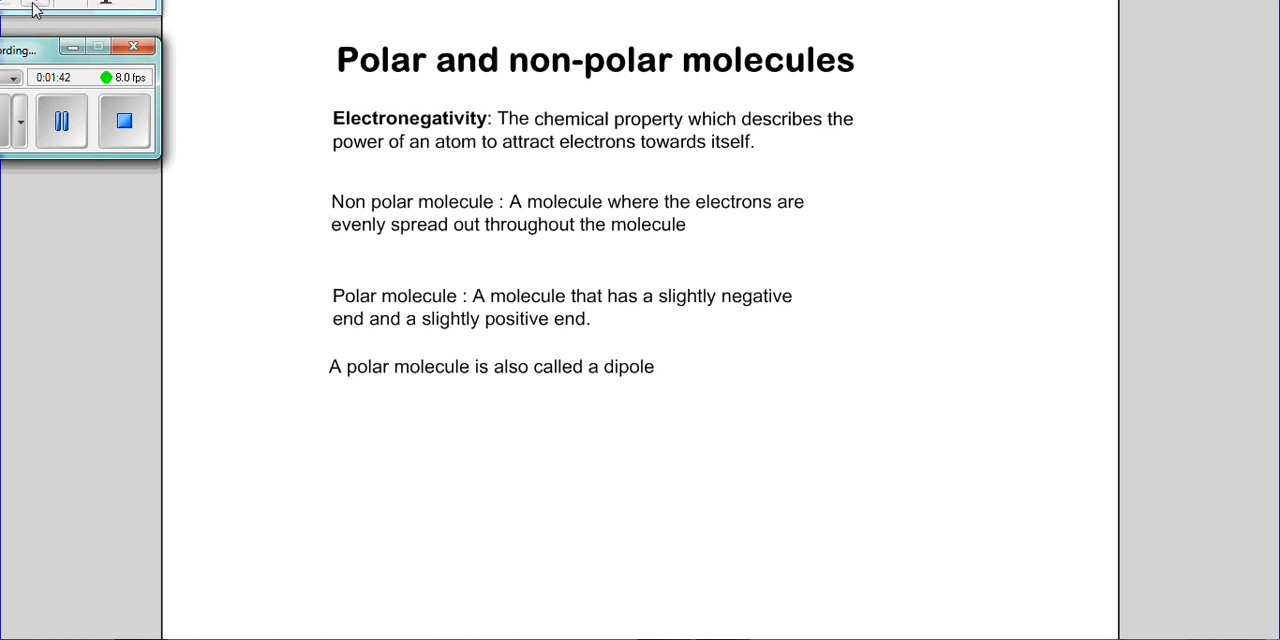 ording...
0:01:42
8.0 fps
Polar and non-polar molecules
Electronegativity: The chemical property which describes the
power of an atom to attract electrons towards itself.
Non polar molecule : A molecule where the electrons are
evenly spread out throughout the molecule
Polar molecule : A molecule that has a slightly negative
end and a slightly positive end.
A polar molecule is also called a dipole